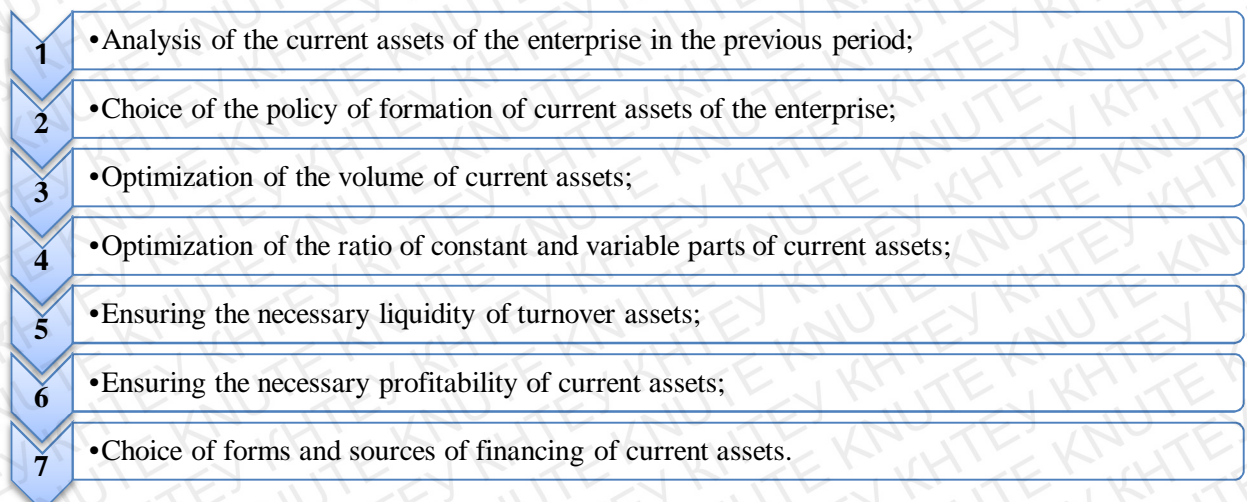 1
•Analysis of the current assets of the enterprise in the previous period;
2
•Choice of the policy of formation of current assets of the enterprise;
3
•Optimization of the volume of current assets;
4
•Optimization of the ratio of constant and variable parts of current assets;
5
•Ensuring the necessary liquidity of turnover assets;
6
•Ensuring the necessary profitability of current assets;
7
•Choice of forms and sources of financing of current assets.